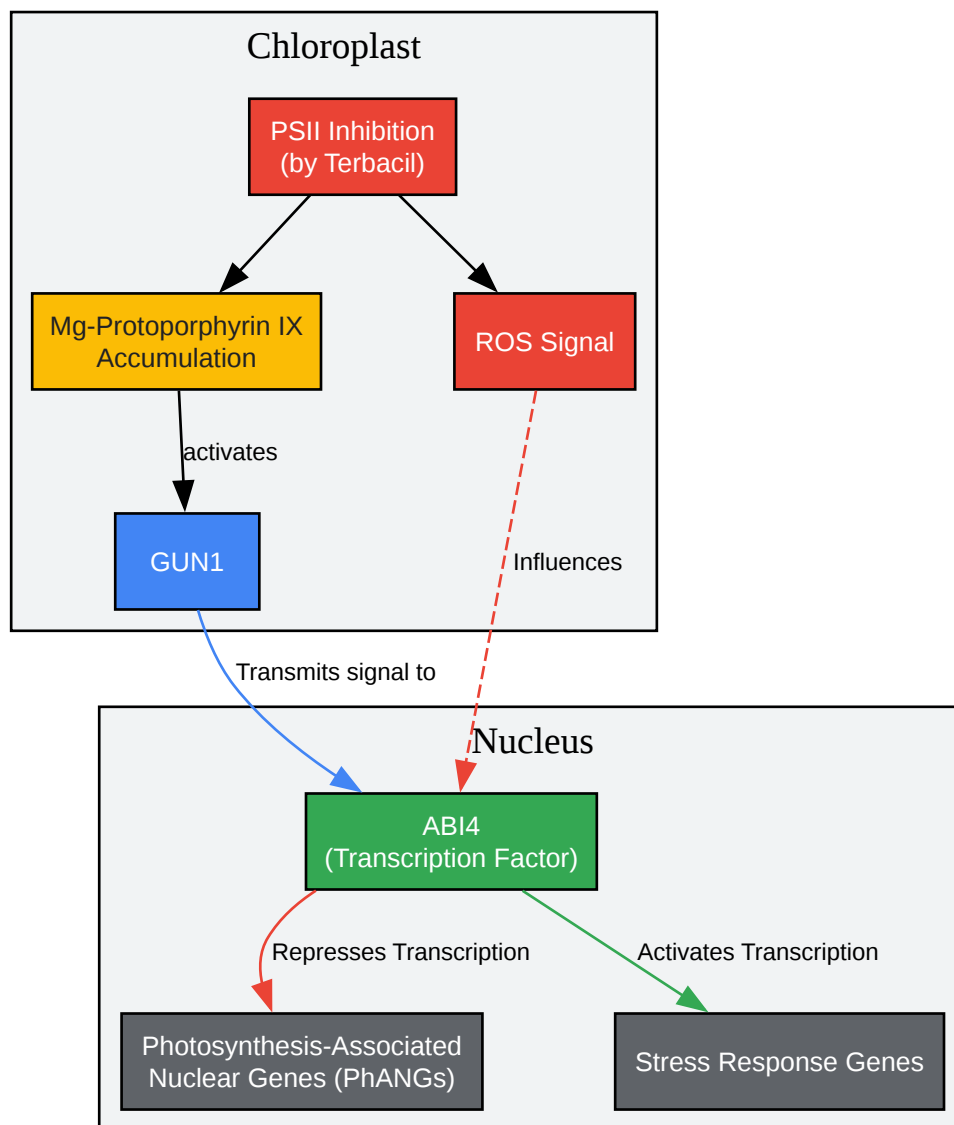 Chloroplast
PSII Inhibition
(by Terbacil)
Mg-Protoporphyrin IX
Accumulation
ROS Signal
activates
GUN1
Influences
Transmits signal to
Nucleus
ABI4
(Transcription Factor)
Represses Transcription
Activates Transcription
Photosynthesis-Associated
Nuclear Genes (PhANGs)
Stress Response Genes